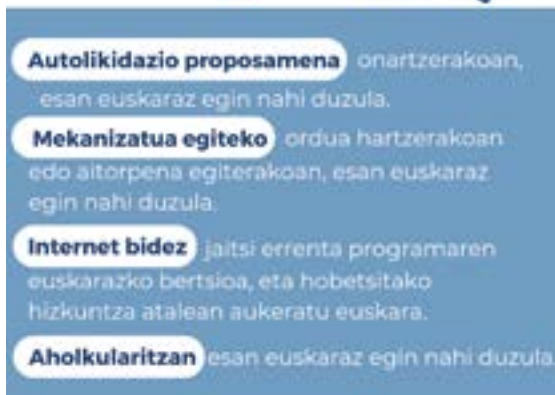 Autolikidazio proposamena onartzerakoan,
esan euskaraz egin nahi duzula.
Mekanizatua egiteko ordua hartzerakoan
edo aitorpena egiterakoan, esan euskaraz
egin nahi duzula.
Internet bidez jaitsi errenta programaren
euskarazko bertsioa, eta hobetsitako
hizkuntza atalean aukeratu euskara.
Aholkularitzan esan euskaraz egin nahi duzula.